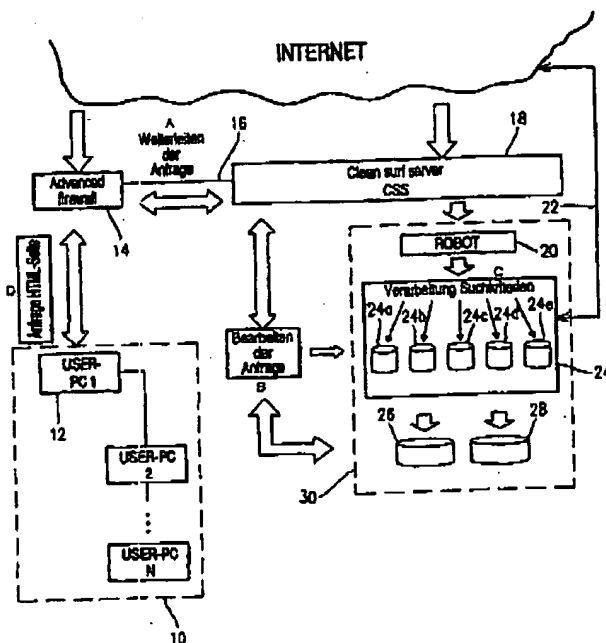 INTERNET
A
Weiterleiten
der
Anfrage
16
18
Advanced
firewall
14
Clean surf server
CSS
22
D
Anfrage HTML-Seite
ROBOT
20
C
Verarbeitung Suchkriterien
24a
24b
24c
24d
24e
24
Bearbeiten
der
Anfrage
B
USER-
PC 1
12
26
28
USER-PC
2
30
USER-PC
N
10